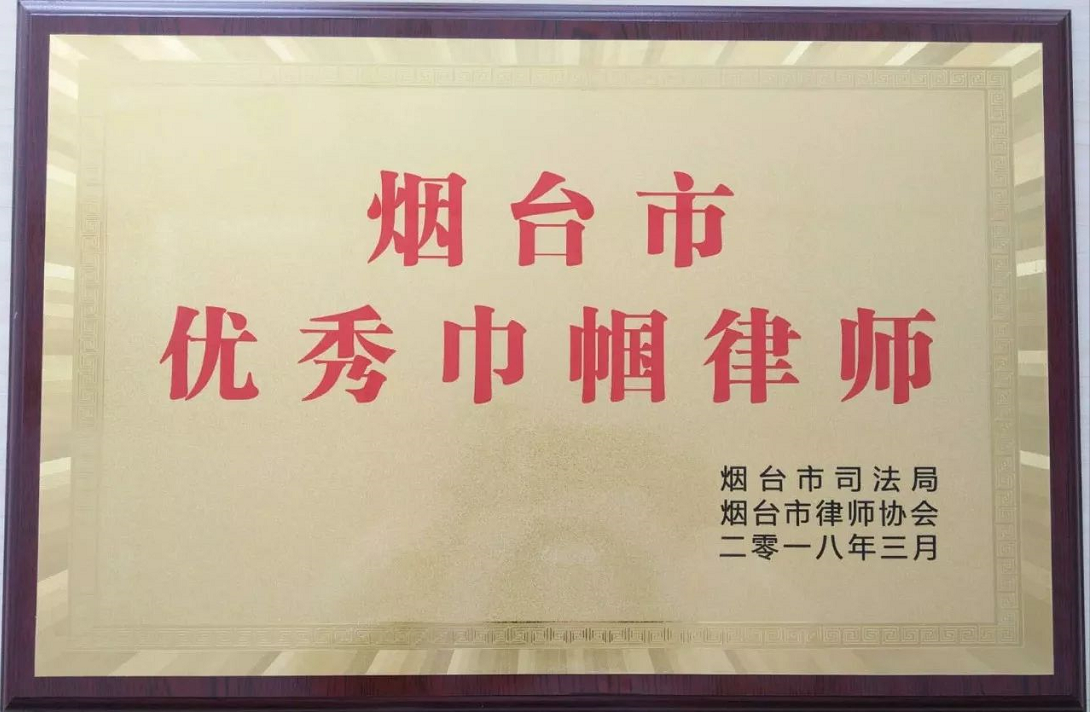 烟台市
优秀巾帼律师
烟台市司法局
烟台市律师协会
二零一八年三月